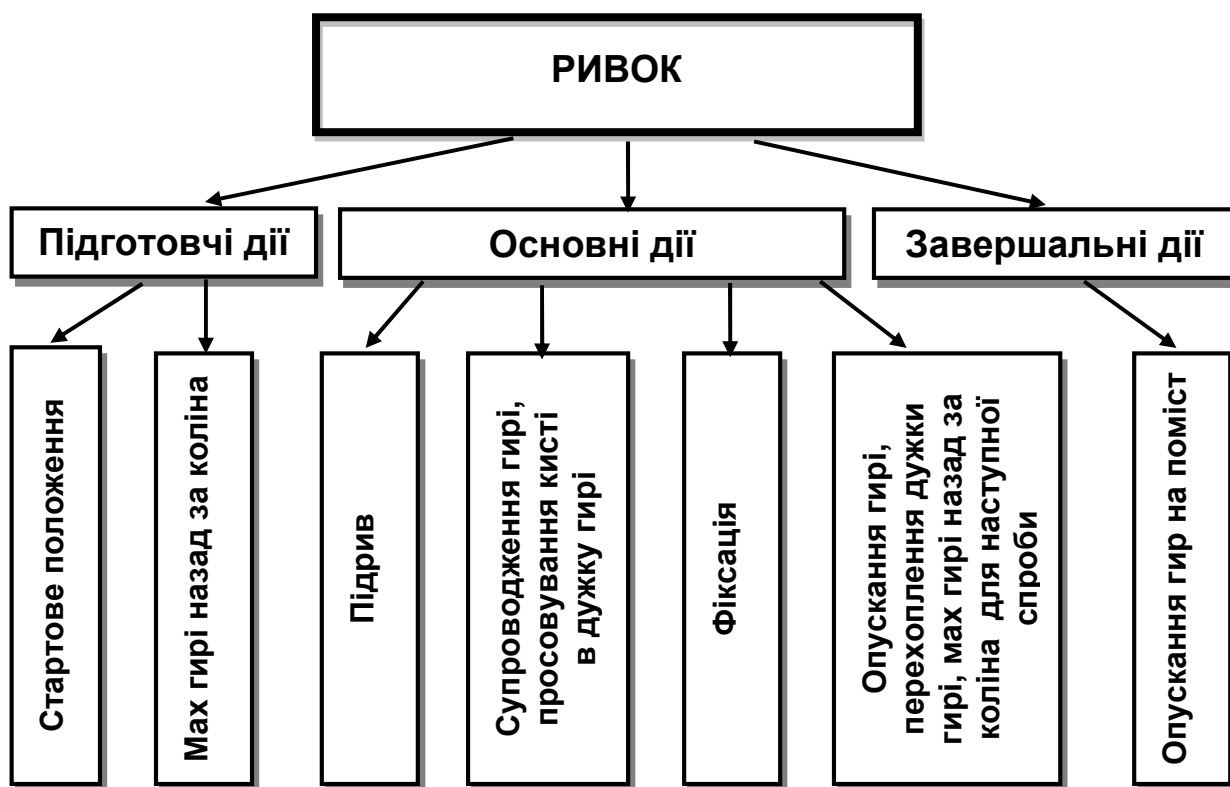 РИВОК
Підготовчі дії
Основні дії
Завершальні дії
Стартове положення
Мах гирі назад за коліна
Підрив
Супроводження гирі,
просовування кисті
в дужку гирі
Фіксація
Опускання гирі,
перехоплення дужки
гирі, мах гирі назад за
коліна для наступної
спроби
Опускання гир на поміст